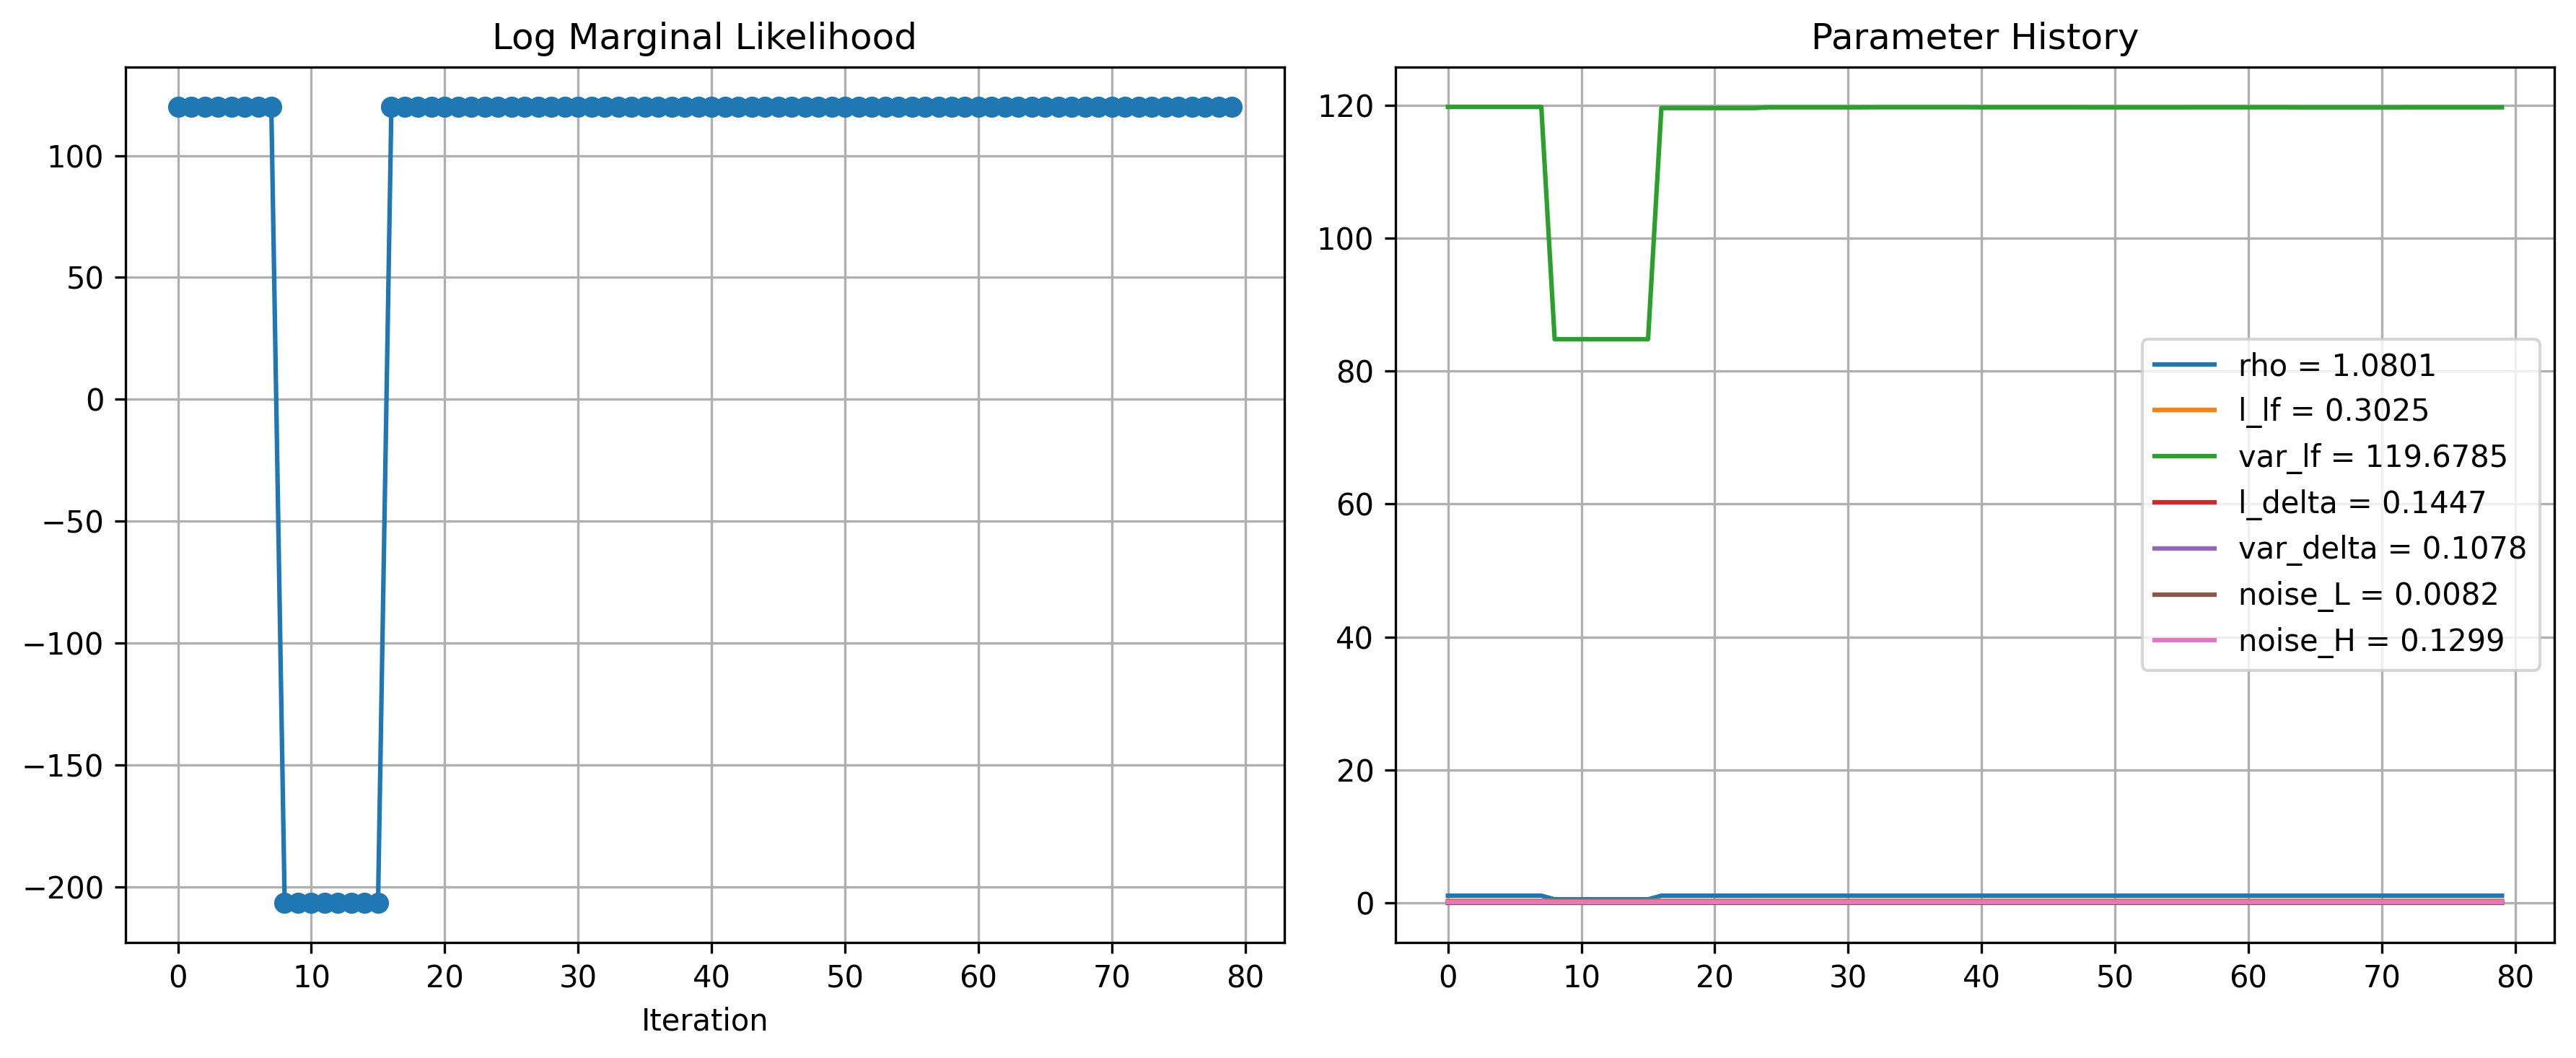 Log Marginal Likelihood
100
50
0
−50
−100
−150
−200
0 10 20 30 40 50 60 70 80
Iteration
Parameter History
120
100
80
60
40
20
0
0 10 20 30 40 50 60 70 80
rho = 1.0801
l_lf = 0.3025
var_lf = 119.6785
l_delta = 0.1447
var_delta = 0.1078
noise_L = 0.0082
noise_H = 0.1299